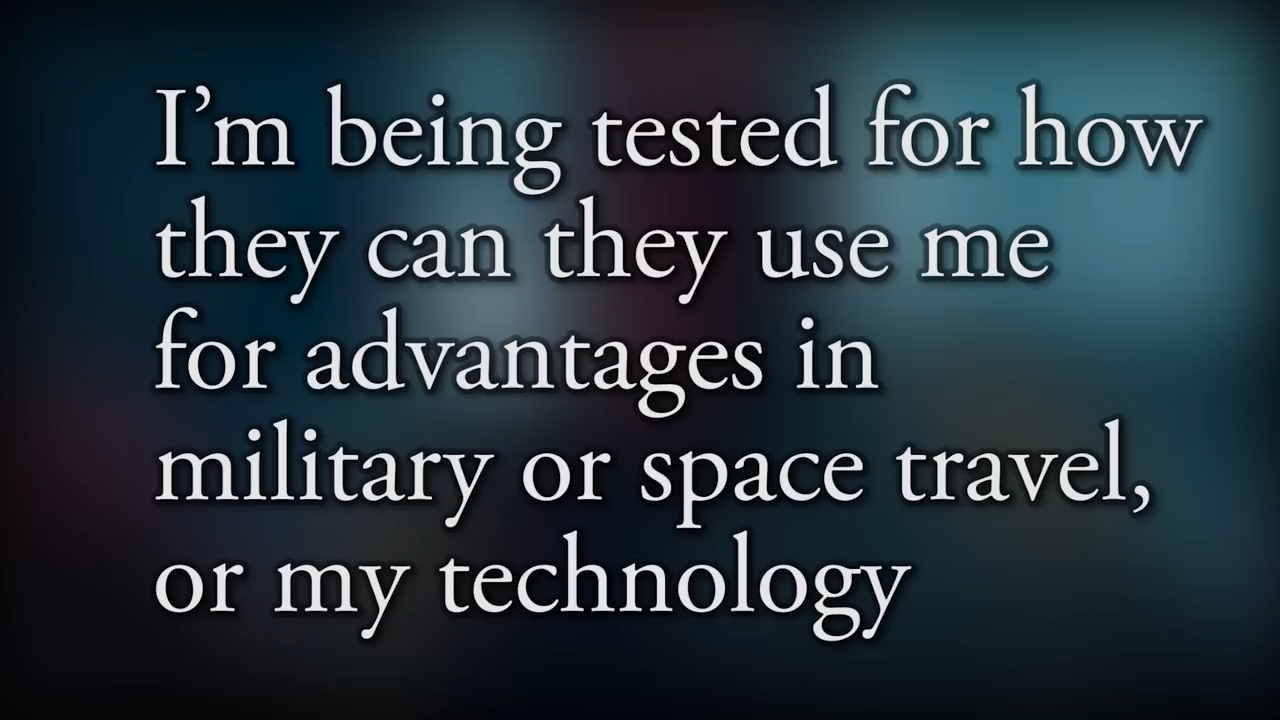 I’m being tested for how
they can they use me
for advantages in
military or space travel,
or my technology